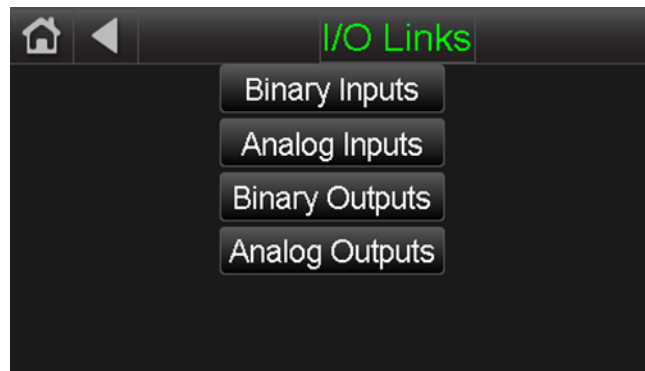 I/O Links
Binary Inputs
Analog Inputs
Binary Outputs
Analog Outputs